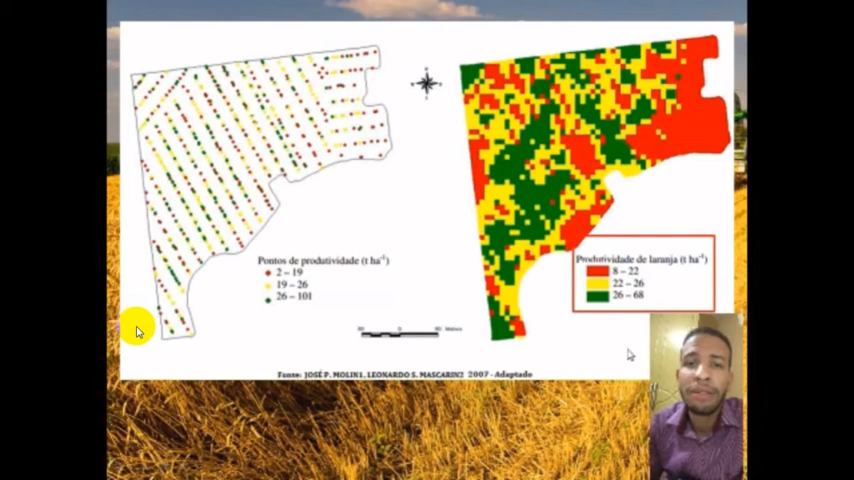 Pontos de produtividade (t ha⁻¹)
2 – 19
19 – 26
26 – 101
Produtividade de laranja (t ha⁻¹)
8 – 22
22 – 26
26 – 68
Metros
Fonte: JOSÉ P. MOLIN1, LEONARDO S. MASCARIN2 2007 - Adaptado